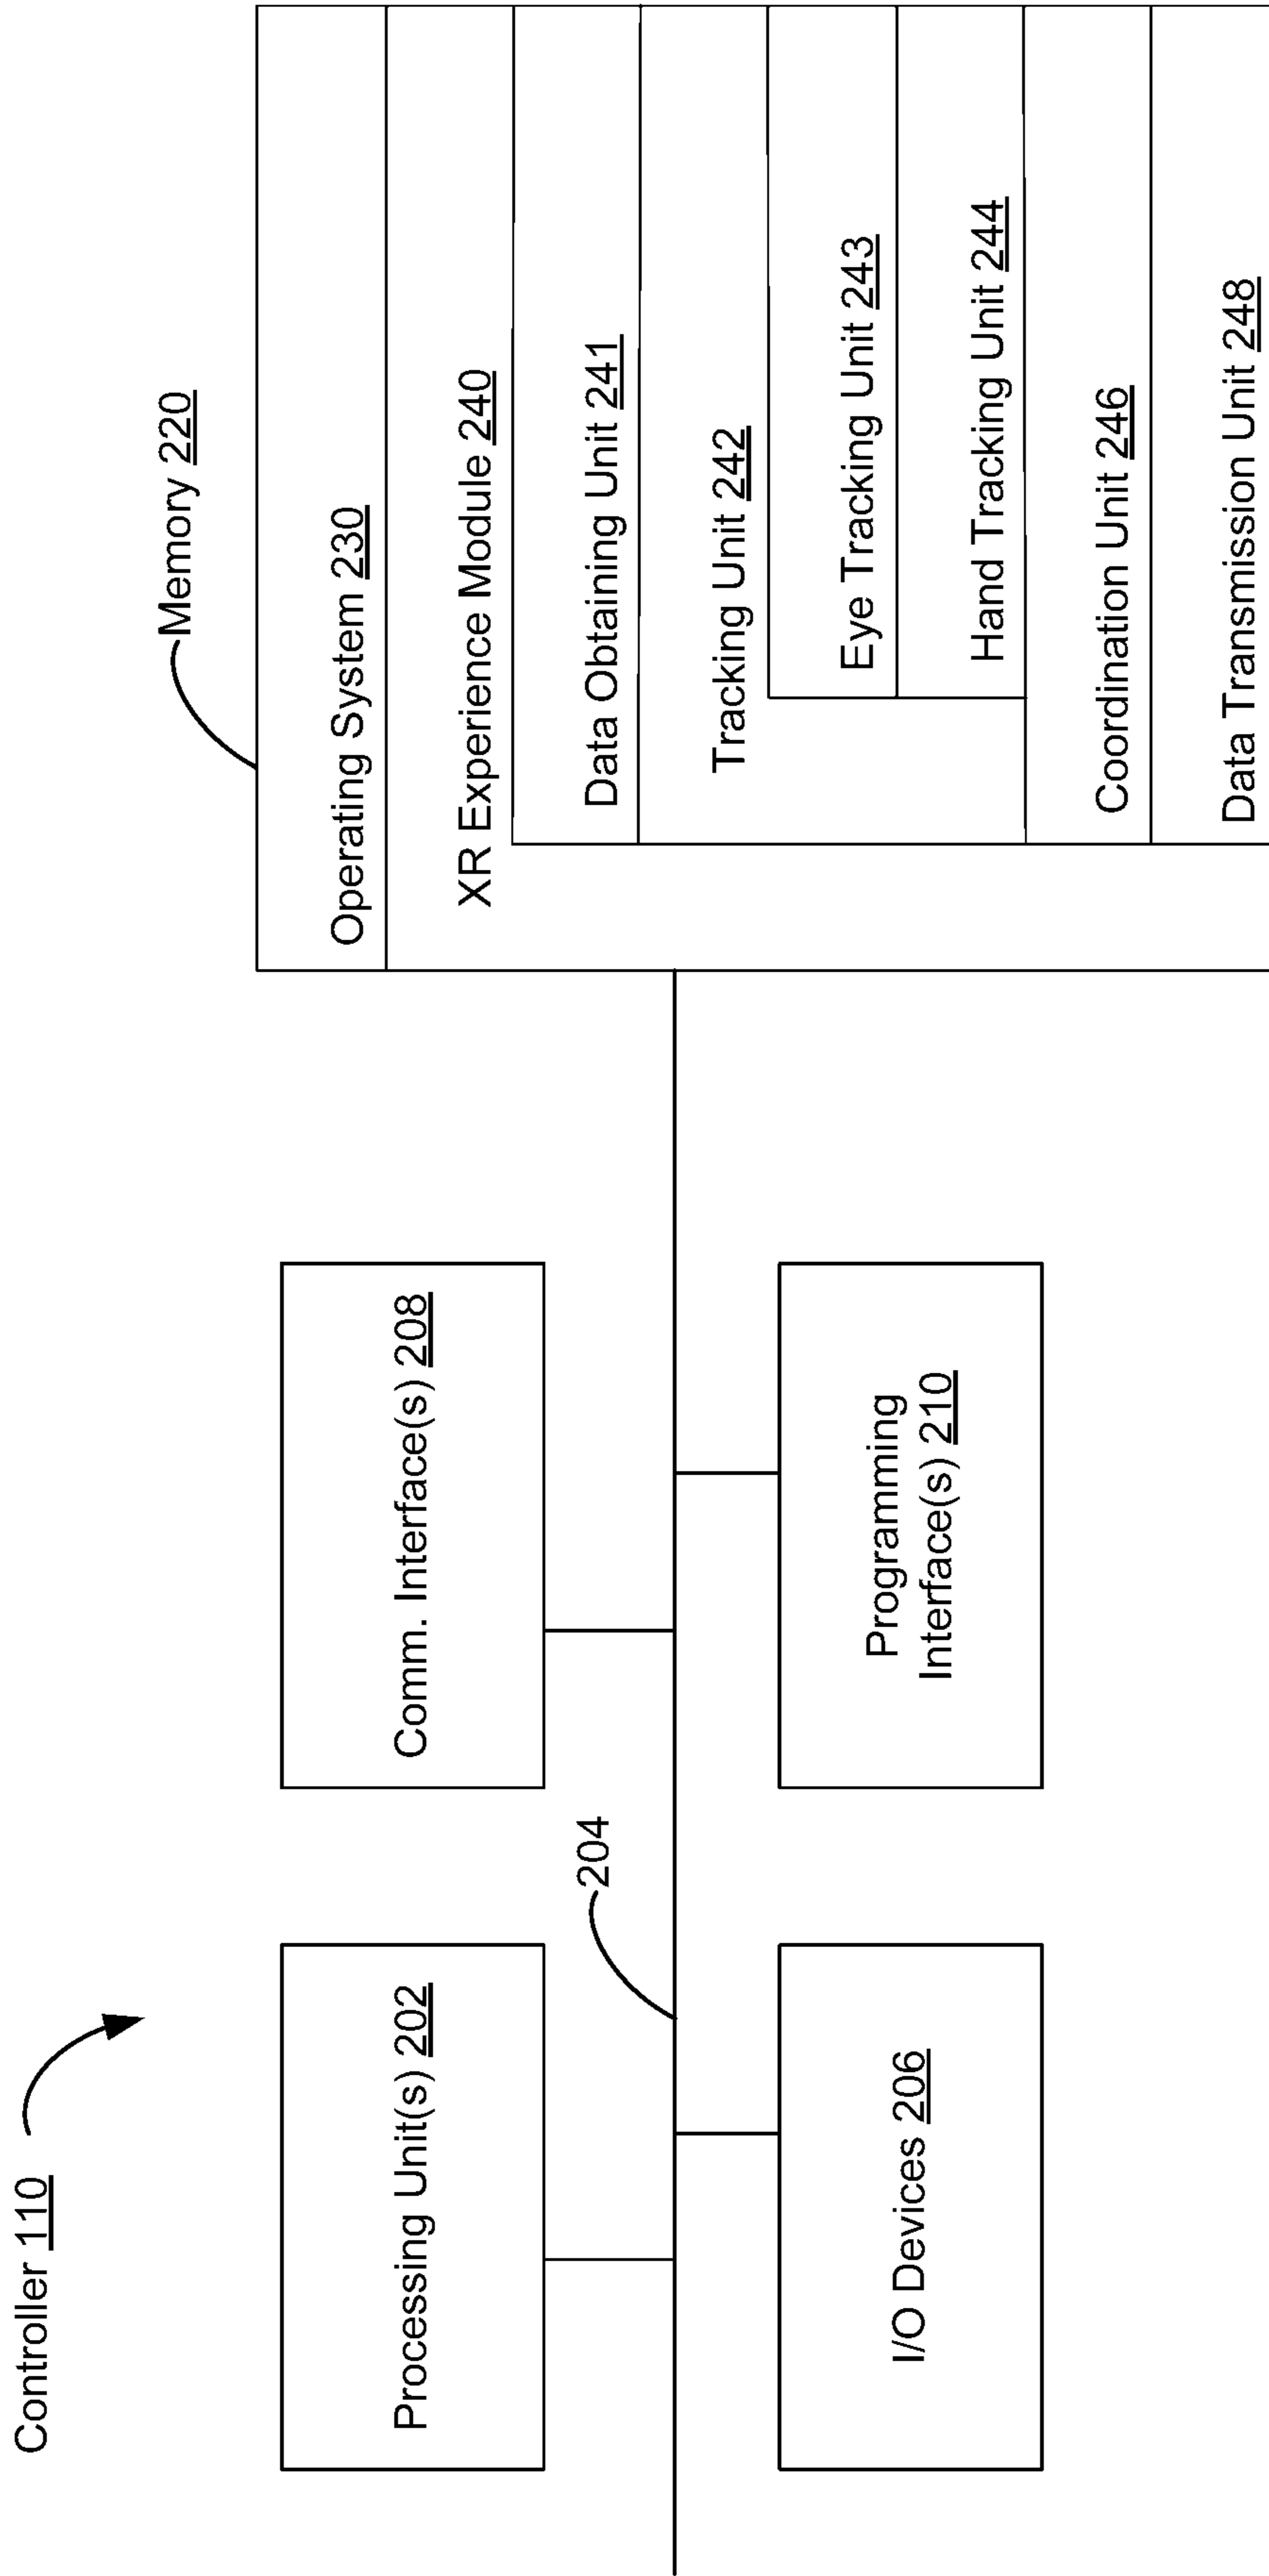 Controller 110
Memory 220
Processing Unit(s) 202
Comm. Interface(s) 208
204
I/O Devices 206
Programming
Interface(s) 210
Operating System 230
XR Experience Module 240
Data Obtaining Unit 241
Tracking Unit 242
Eye Tracking Unit 243
Hand Tracking Unit 244
Coordination Unit 246
Data Transmission Unit 248